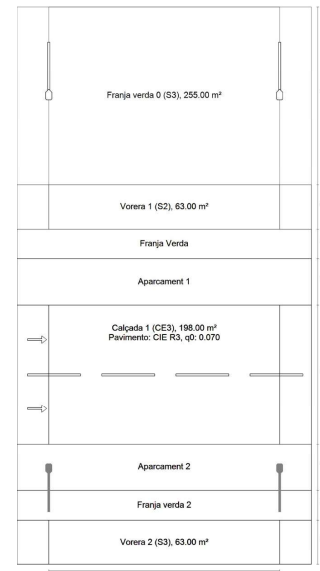 Franja verda 0 (S3), 255.00 m²
Vorera 1 (S2), 63.00 m²
Franja Verda
Aparcament 1
Calçada 1 (CE3), 198.00 m²
Pavimento: CIE R3, q0: 0.070
Aparcament 2
Franja verda 2
Vorera 2 (S3), 63.00 m²